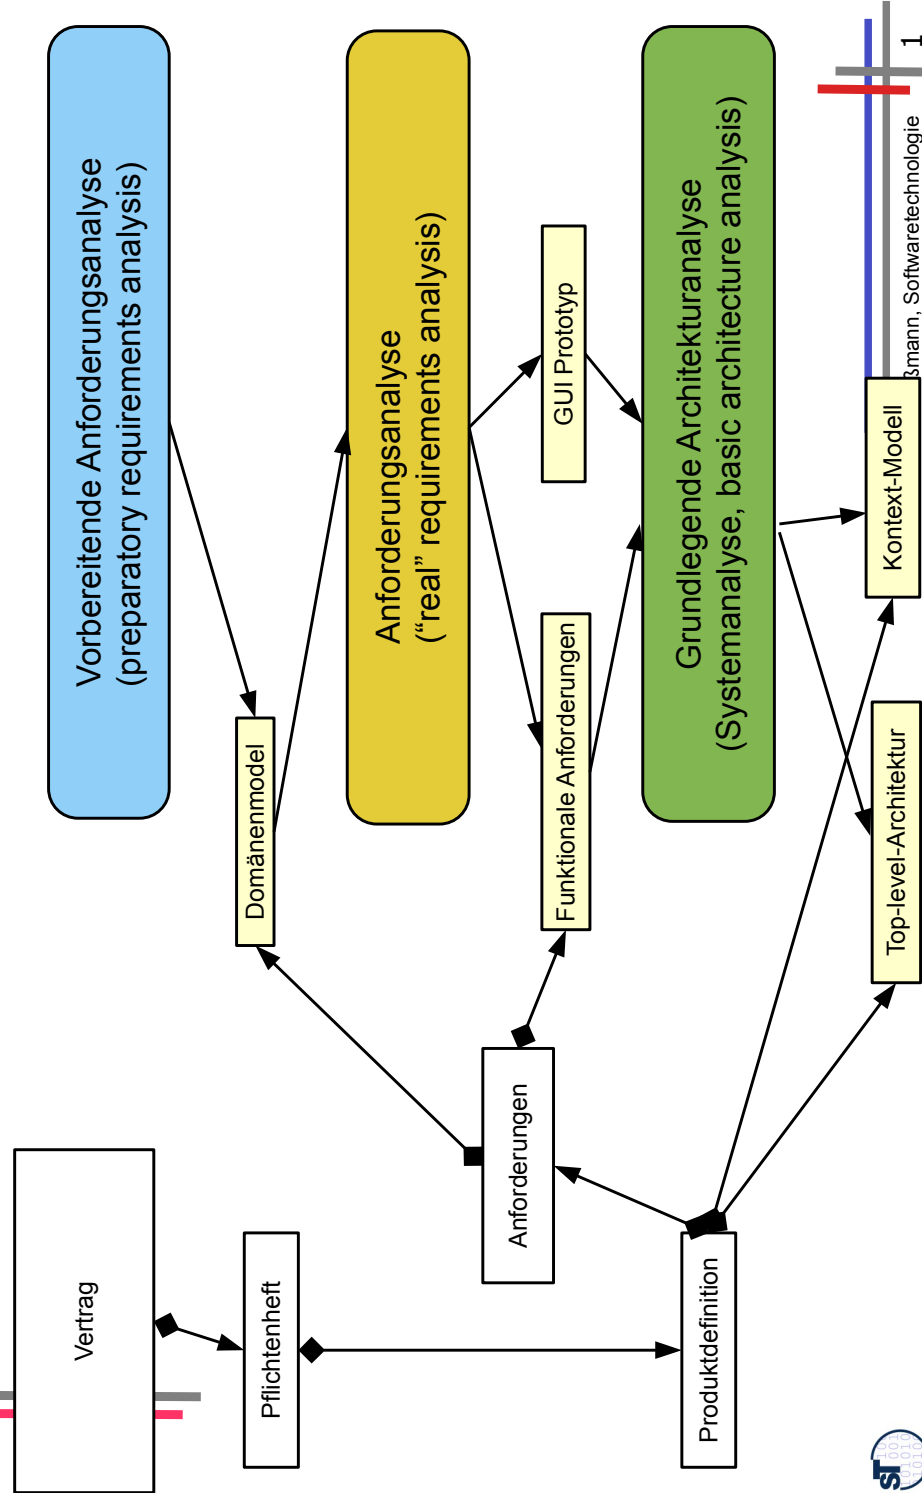 Vertrag
Pflichtenheft
Produktdefinition
Anforderungen
Domänenmodel
Funktionale Anforderungen
GUI Prototyp
Top-level-Architektur
Kontext-Modell
Vorbereitende Anforderungsanalyse
(preparatory requirements analysis)
Anforderungsanalyse
(“real” requirements analysis)
Grundlegende Architekturanalyse
(Systemanalyse, basic architecture analysis)
ßmann, Softwaretechnologie
1
ST